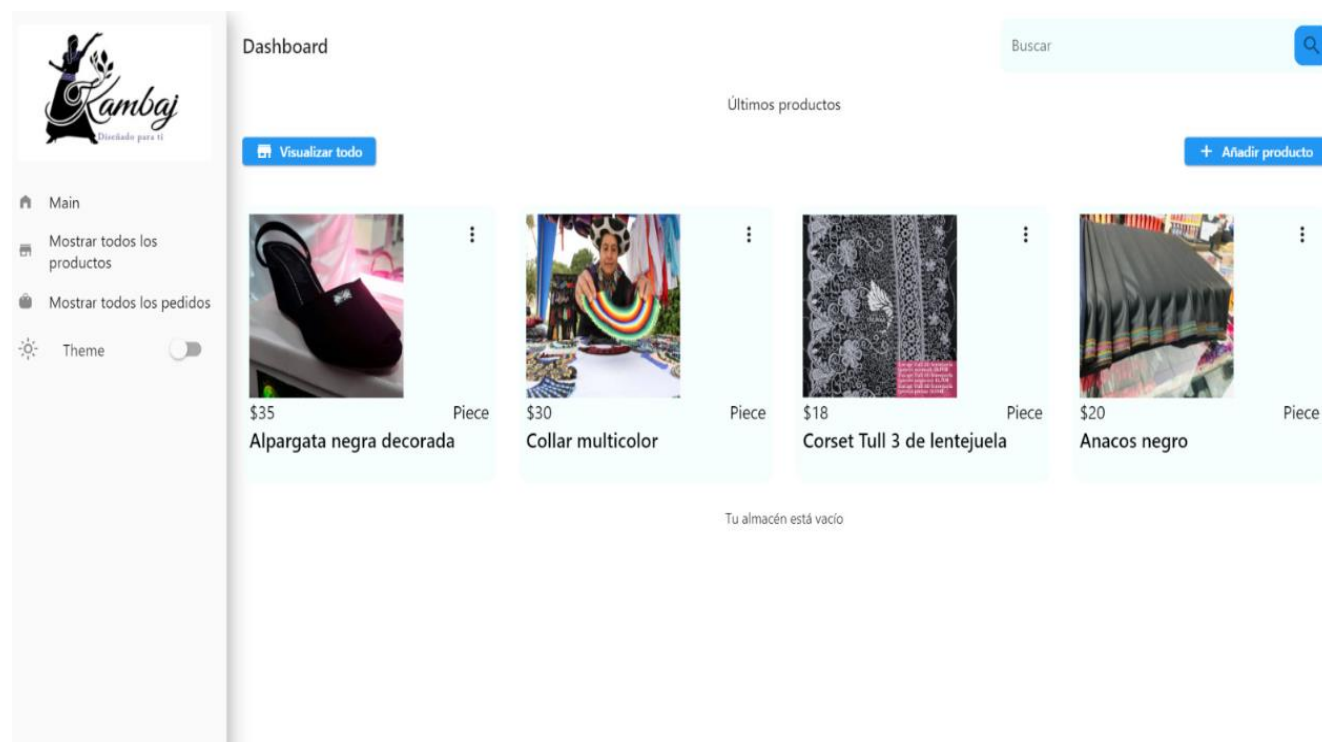 Kambaj
Diseñado para ti
Main
Mostrar todos los
productos
Mostrar todos los pedidos
Theme
Dashboard
Buscar
Últimos productos
Visualizar todo
+ Añadir producto
$35 Piece
Alpargata negra decorada
$30 Piece
Collar multicolor
$18 Piece
Corset Tull 3 de lentejuela
$20 Piece
Anacos negro
Tu almacén está vacío